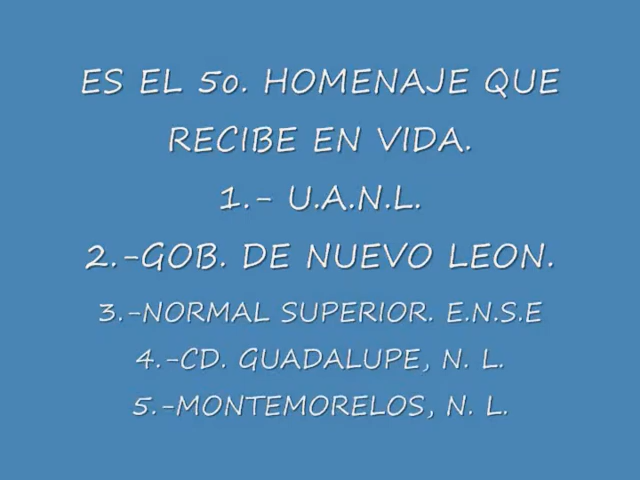 ES EL 5o. HOMENAJE QUE
RECIBE EN VIDA.
1.- U.A.N.L.
2.-GOB. DE NUEVO LEON.
3.-NORMAL SUPERIOR. E.N.S.E
4.-CD. GUADALUPE, N. L.
5.-MONTEMORELOS, N. L.